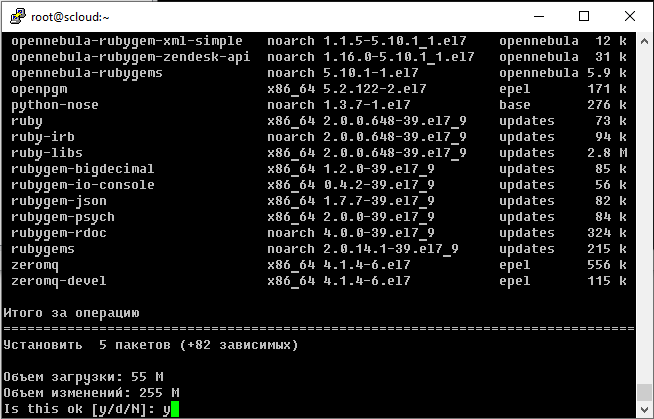 root@scloud:~
opennebula-rubygem-xml-simple noarch 1.1.5-5.10.1_1.el7 opennebula 12 k
opennebula-rubygem-zendesk-api noarch 1.16.0-5.10.1_1.el7 opennebula 31 k
opennebula-rubygems noarch 5.10.1-1.el7 opennebula 5.9 k
openpgm x86_64 5.2.122-2.el7 epel 171 k
python-nose noarch 1.3.7-1.el7 base 276 k
ruby x86_64 2.0.0.648-39.el7_9 updates 73 k
ruby-irb noarch 2.0.0.648-39.el7_9 updates 94 k
ruby-libs x86_64 2.0.0.648-39.el7_9 updates 2.8 M
rubygem-bigdecimal x86_64 1.2.0-39.el7_9 updates 85 k
rubygem-io-console x86_64 0.4.2-39.el7_9 updates 56 k
rubygem-json x86_64 1.7.7-39.el7_9 updates 82 k
rubygem-psych x86_64 2.0.0-39.el7_9 updates 84 k
rubygem-rdoc noarch 4.0.0-39.el7_9 updates 324 k
rubygems noarch 2.0.14.1-39.el7_9 updates 215 k
zeromq x86_64 4.1.4-6.el7 epel 556 k
zeromq-devel x86_64 4.1.4-6.el7 epel 115 k
Итого за операцию
================================================================================
Установить 5 пакетов (+82 зависимых)
Объем загрузки: 55 M
Объем изменений: 255 M
Is this ok [y/d/N]: y